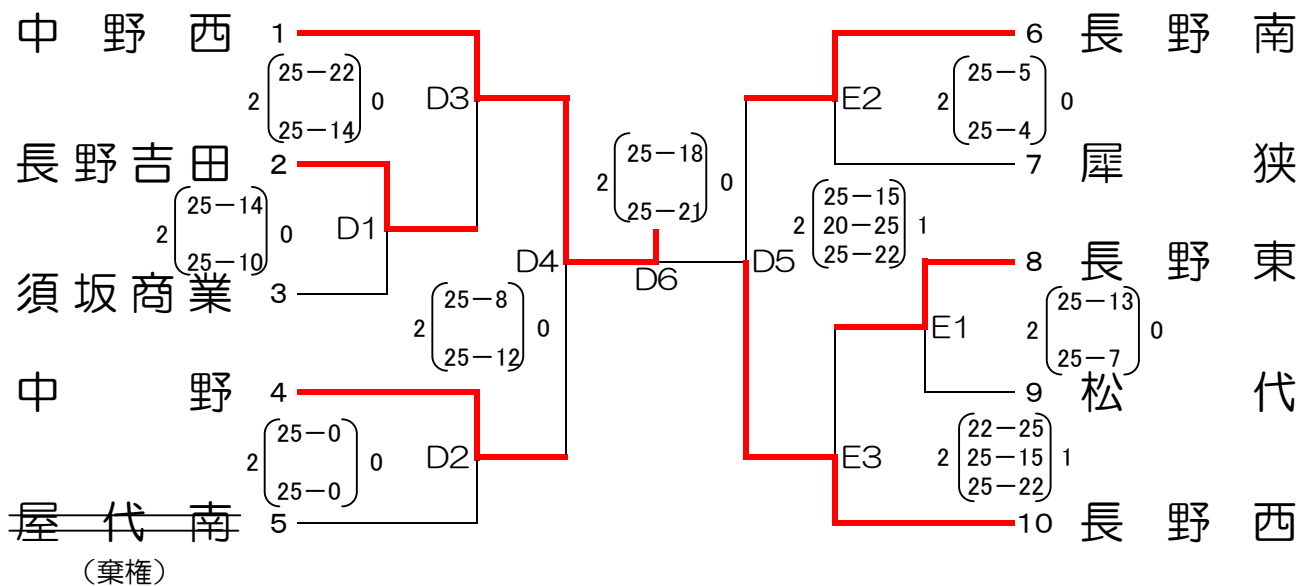 中野西 1
2 25−22 0
25−14
D3
長野吉田 2
2 25−14 0
25−10
D1
須坂商業 3
D4
2 25−8 0
25−12
中野 4
2 25−0 0
25−0
D2
屋代南 5
（棄権）
2 25−18 0
25−21
D6
6 長野南
E2
2 25−5 0
25−4
7 犀狭
D5
2 25−15 1
20−25
25−22
8 長野東
E1
2 25−13 0
25−7
9 松代
E3
2 22−25 1
25−15
25−22
10 長野西